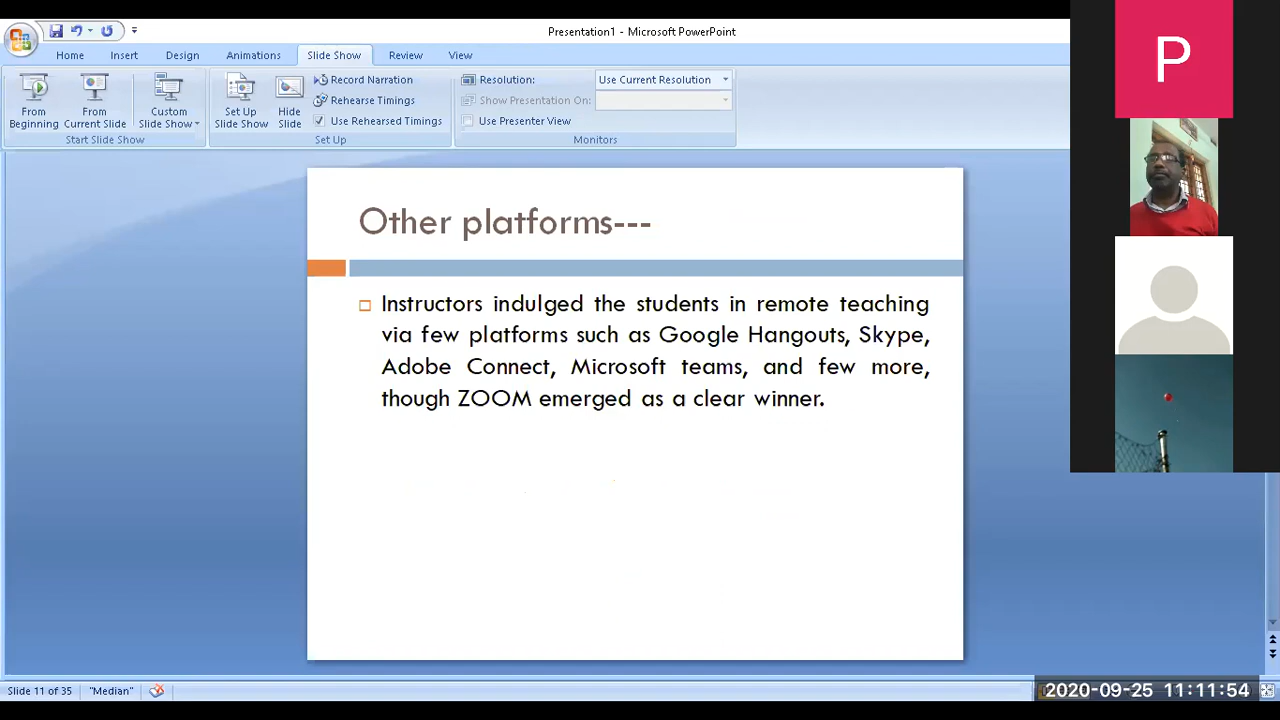 Presentation1 - Microsoft PowerPoint
Home Insert Design Animations Slide Show Review View
From Beginning
From Current Slide
Custom Slide Show
Start Slide Show
Set Up Slide Show
Hide Slide
Record Narration
Rehearse Timings
Use Rehearsed Timings
Set Up
Resolution: Use Current Resolution
Show Presentation On:
Use Presenter View
Monitors
P
Other platforms---
Instructors indulged the students in remote teaching
via few platforms such as Google Hangouts, Skype,
Adobe Connect, Microsoft teams, and few more,
though ZOOM emerged as a clear winner.
Slide 11 of 35 "Median"
2020-09-25 11:11:54